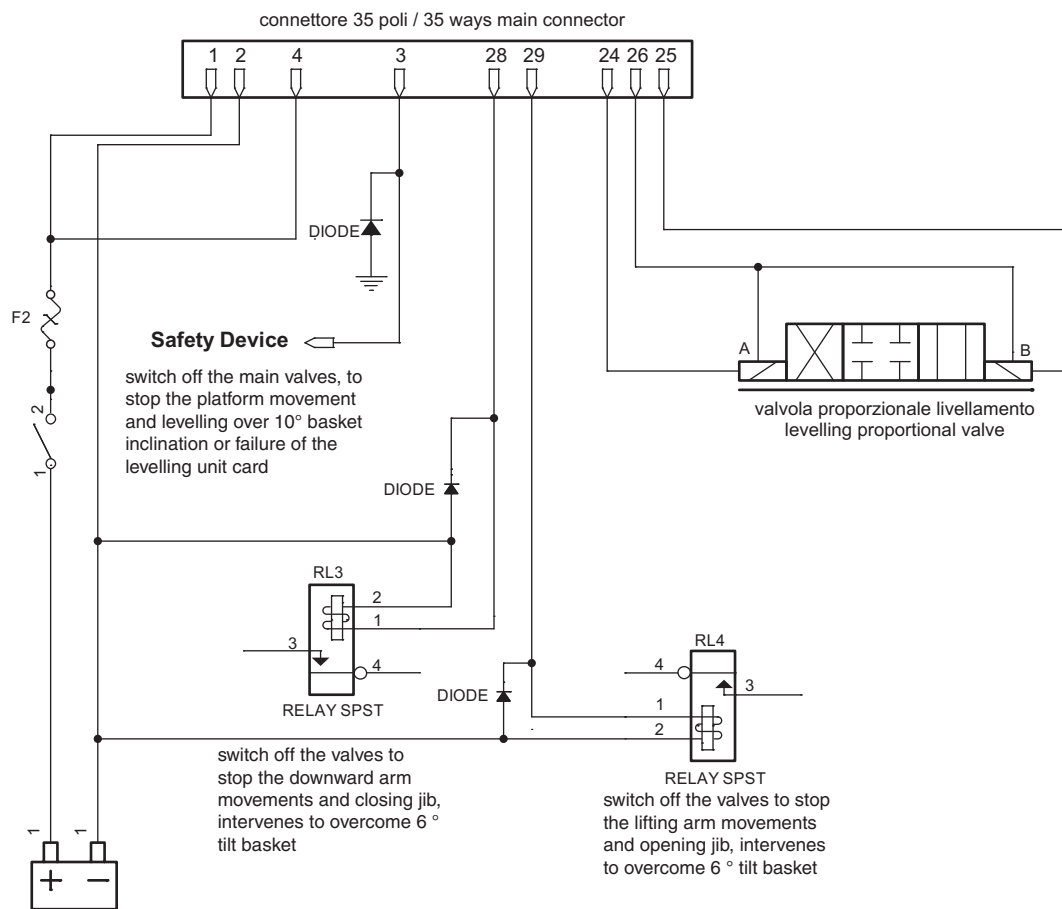 connettore 35 poli / 35 ways main connector
1 2 4 3 28 29 24 26 25
DIODE
F2
Safety Device
switch off the main valves, to
stop the platform movement
and levelling over 10° basket
inclination or failure of the
levelling unit card
A
B
valvola proporzionale livellamento
levelling proportional valve
2
1
DIODE
RL3
2
1
3
4
RELAY SPST
RL4
4
3
DIODE
1
2
RELAY SPST
switch off the valves to
stop the downward arm
movements and closing jib,
intervenes to overcome 6 °
tilt basket
switch off the valves to stop
the lifting arm movements
and opening jib, intervenes
to overcome 6 ° tilt basket
1
1
+ –